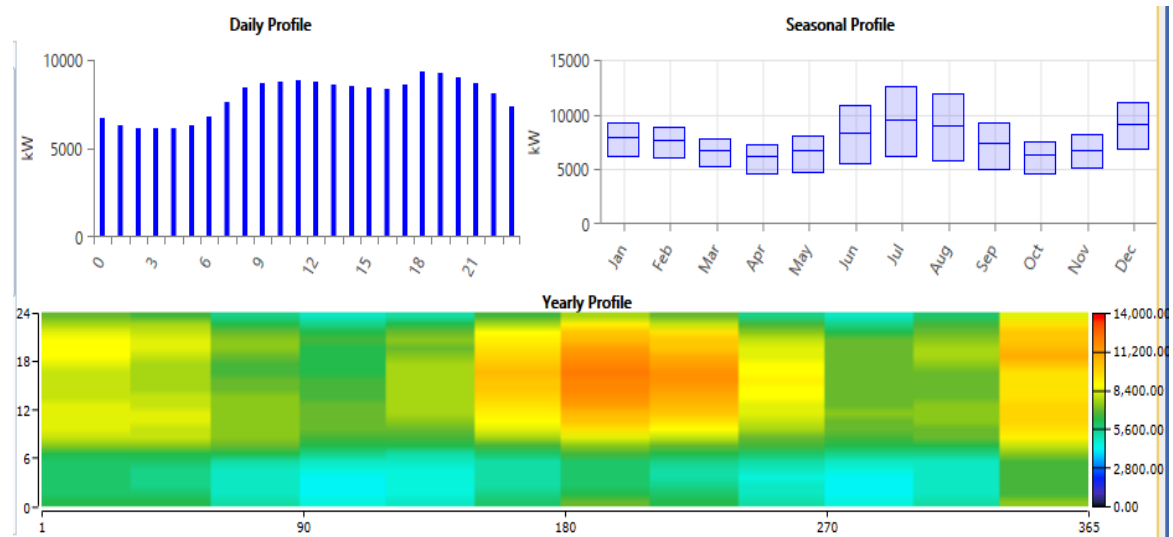 Daily Profile
10000
5000
0
kW
0 3 6 9 12 15 18 21
Seasonal Profile
15000
10000
5000
0
kW
Jan Feb Mar Apr May Jun Jul Aug Sep Oct Nov Dec
Yearly Profile
24
18
12
6
0
1 90 180 270 365
14,000.00
11,200.00
8,400.00
5,600.00
2,800.00
0.00